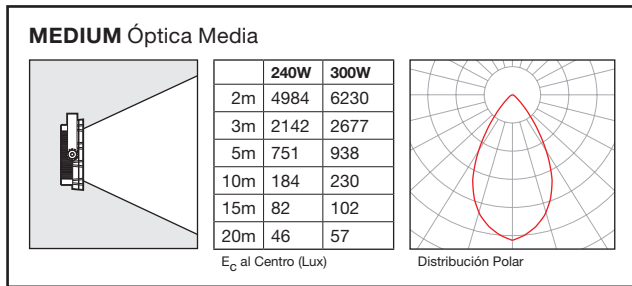 MEDIUM Óptica Media
240W 300W
2m 4984 6230
3m 2142 2677
5m 751 938
10m 184 230
15m 82 102
20m 46 57
EC al Centro (Lux)
Distribución Polar